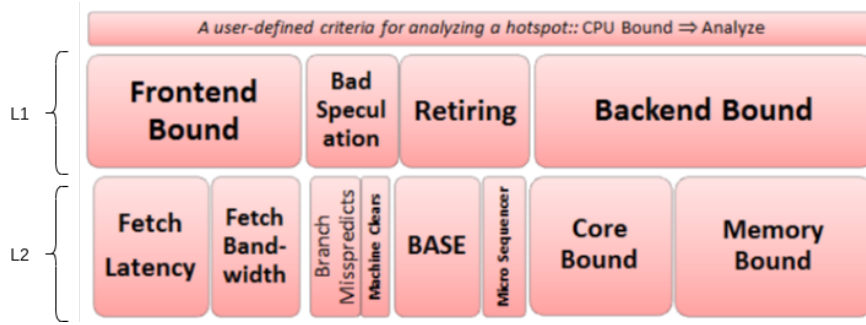 A user-defined criteria for analyzing a hotspot:: CPU Bound ⇒ Analyze
L1
Frontend
Bound
Bad
Specul
ation
Retiring
Backend Bound
L2
Fetch
Latency
Fetch
Band-
width
Branch
Misspredicts
Machine Clears
BASE
Micro Sequencer
Core
Bound
Memory
Bound